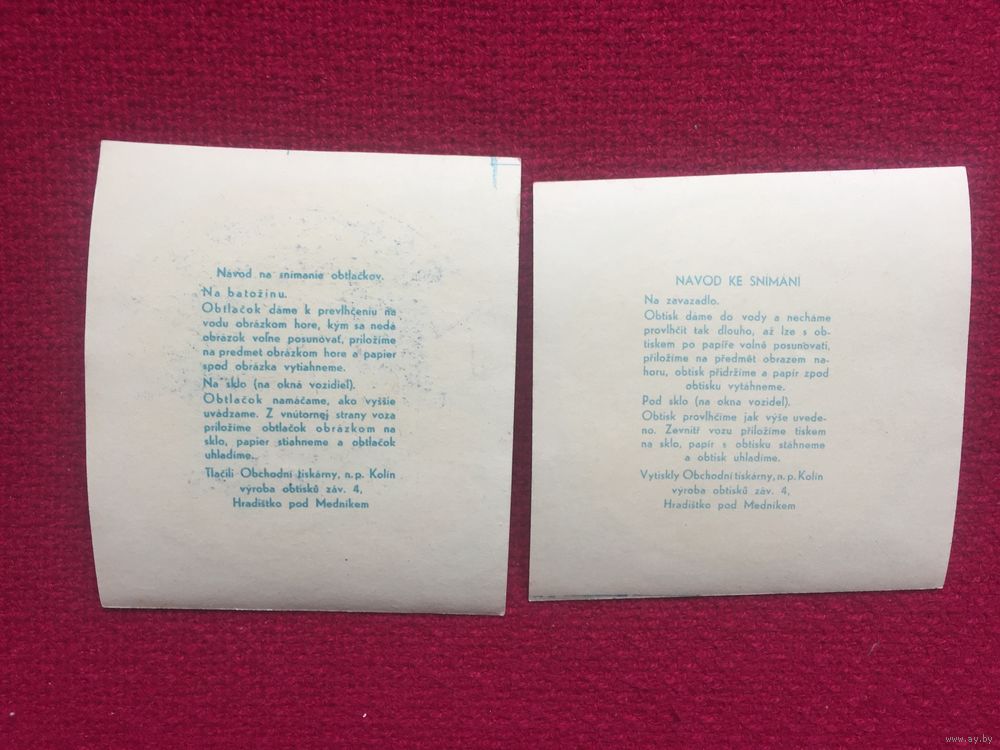 Návod na snímanie obtlačkov.
Na batožinu.
Obtlačok dáme k prevlhčeniu na
vodu obrázkom hore, kým sa nedá
obrázok voľne posunovať, priložíme
na predmet obrázkom hore a papier
spod obrázka vytiahneme.
Na sklo (na okná vozidiel).
Obtlačok namáčame, ako vyššie
uvádzame. Z vnútornej strany voza
priložíme obtlačok obrázkom na
sklo, papier stiahneme a obtlačok
uhladíme.
Tlačili Obchodní tiskárny, n. p. Kolín
výroba obtisků záv. 4,
Hradištko pod Medníkem
NÁVOD KE SNÍMÁNÍ
Na zavazadlo.
Obtisk dáme do vody a necháme
provlhčit tak dlouho, až lze s ob-
tiskem po papíře volně posunovati,
přiložíme na předmět obrazem na-
horu, obtisk přidržíme a papír zpod
obtisku vytáhneme.
Pod sklo (na okna vozidel).
Obtisk provlhčíme jak výše uvede-
no. Zevnitř vozu přiložíme tiskem
na sklo, papír s obtisku stáhneme
a obtisk uhladíme.
Vytiskly Obchodní tiskárny, n. p. Kolín
výroba obtisků záv. 4,
Hradištko pod Medníkem
www.ay.by